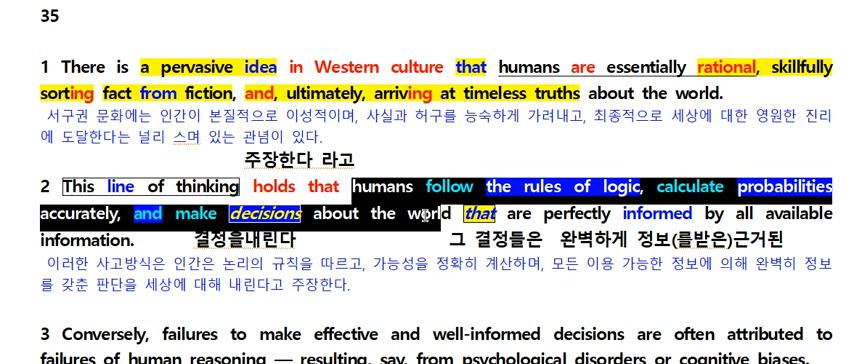 35
1 There is a pervasive idea in Western culture that humans are essentially rational, skillfully
sorting fact from fiction, and, ultimately, arriving at timeless truths about the world.
서구권 문화에는 인간이 본질적으로 이성적이며, 사실과 허구를 능숙하게 가려내고, 최종적으로 세상에 대한 영원한 진리
에 도달한다는 널리 스며 있는 관념이 있다.
주장한다 라고
2 This line of thinking holds that humans follow the rules of logic, calculate probabilities
accurately, and make decisions about the world that are perfectly informed by all available
information. 결정을내린다 그 결정들은 완벽하게 정보(를받은)근거된
이러한 사고방식은 인간은 논리의 규칙을 따르고, 가능성을 정확히 계산하며, 모든 이용 가능한 정보에 의해 완벽히 정보
를 갖춘 판단을 세상에 대해 내린다고 주장한다.
3 Conversely, failures to make effective and well-informed decisions are often attributed to
failures of human reasoning — resulting, say, from psychological disorders or cognitive biases.